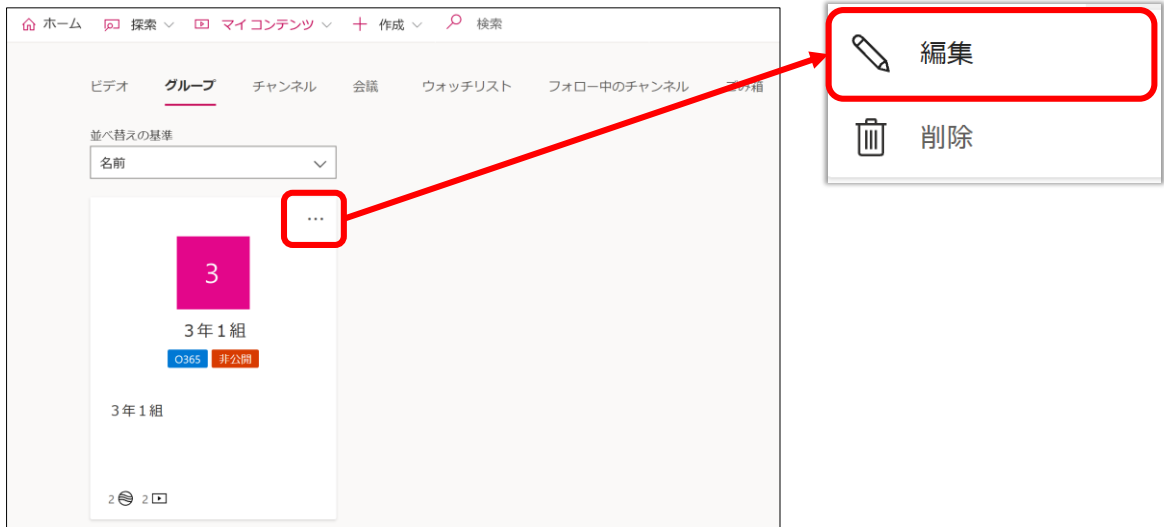 ホーム 探索 マイ コンテンツ 作成 検索
ビデオ グループ チャンネル 会議 ウォッチリスト フォロー中のチャンネル ごみ箱
並べ替えの基準
名前
...
3
３年１組
O365 非公開
３年１組
2 2
編集
削除